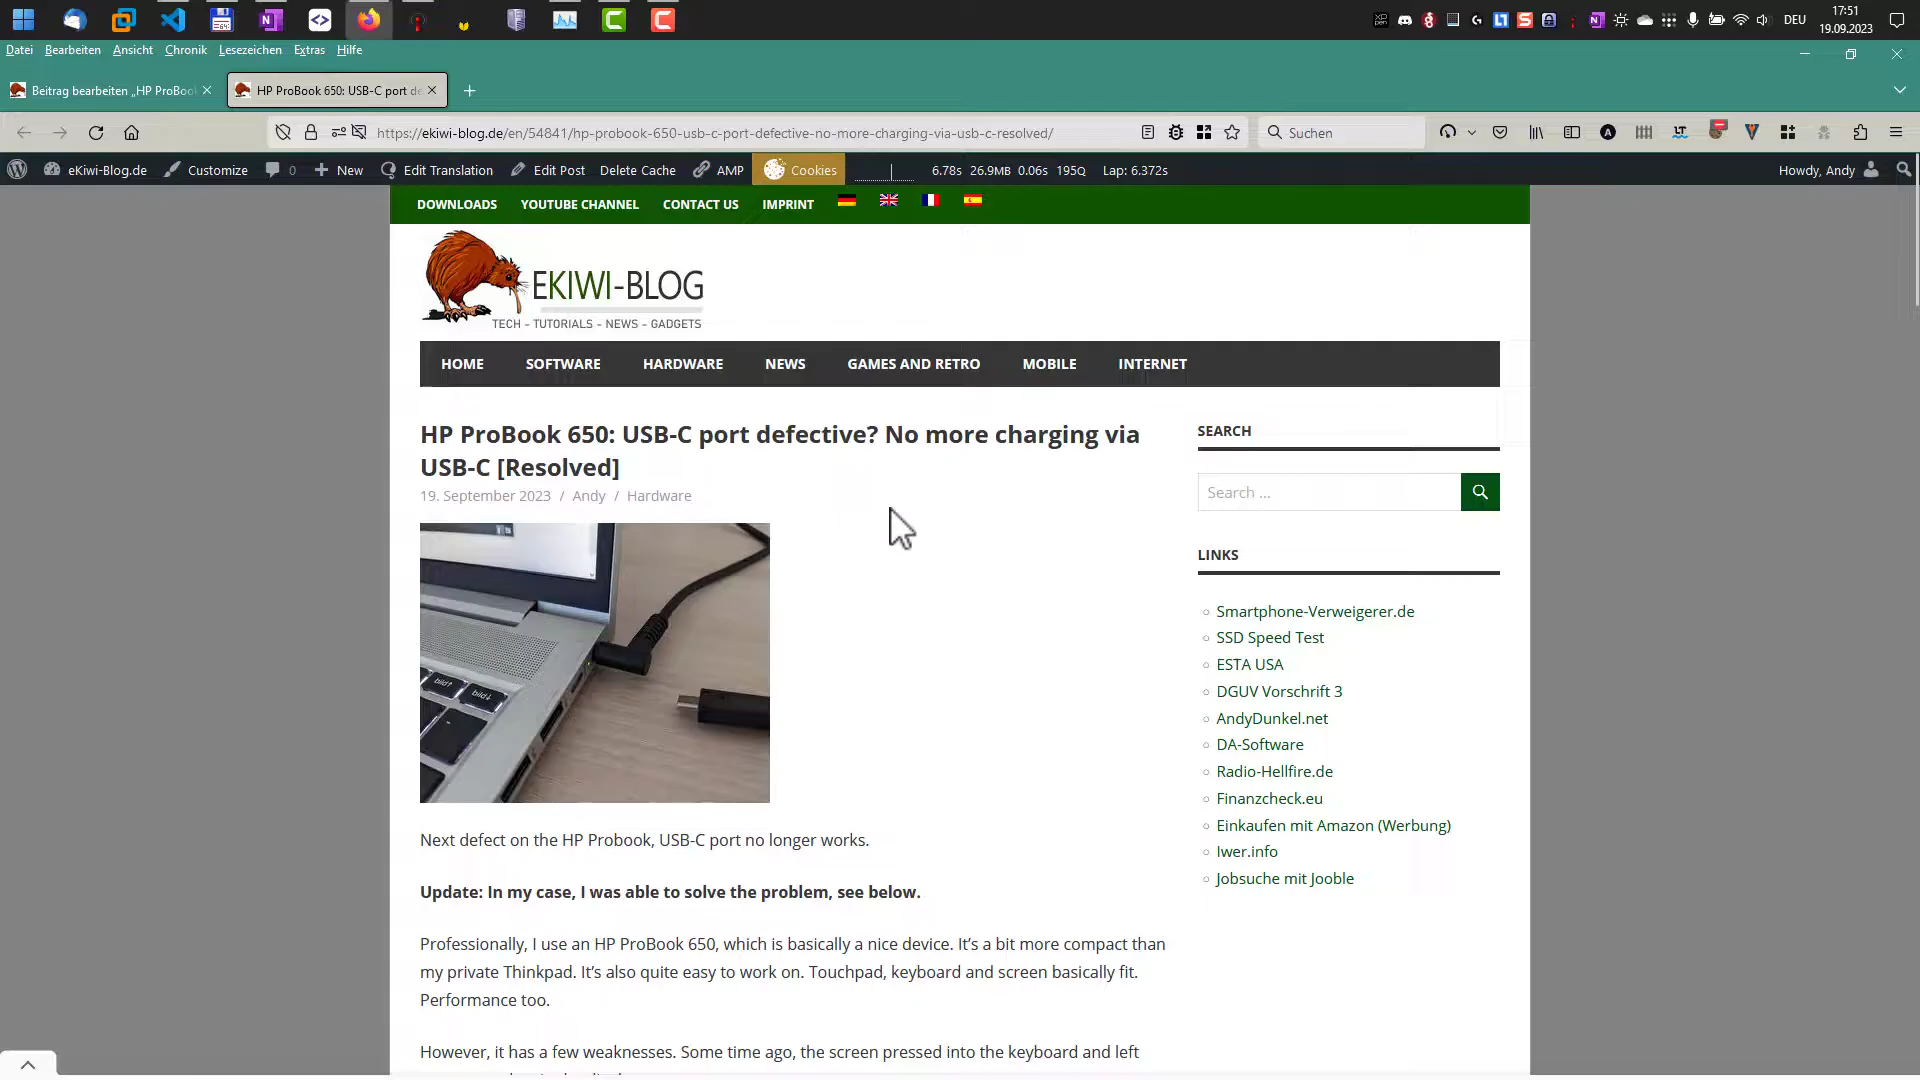 17:51
DEU
19.09.2023
Datei Bearbeiten Ansicht Chronik Lesezeichen Extras Hilfe
Beitrag bearbeiten „HP ProBoo
HP ProBook 650: USB-C port de
https://ekiwi-blog.de/en/54841/hp-probook-650-usb-c-port-defective-no-more-charging-via-usb-c-resolved/
Suchen
eKiwi-Blog.de Customize 0 New Edit Translation Edit Post Delete Cache AMP Cookies 6.78s 26.9MB 0.06s 195Q Lap: 6.372s Howdy, Andy
DOWNLOADS YOUTUBE CHANNEL CONTACT US IMPRINT
EKIWI-BLOG
TECH - TUTORIALS - NEWS - GADGETS
HOME SOFTWARE HARDWARE NEWS GAMES AND RETRO MOBILE INTERNET
HP ProBook 650: USB-C port defective? No more charging via
USB-C [Resolved]
19. September 2023 / Andy / Hardware
bild↑
bild↓
Next defect on the HP Probook, USB-C port no longer works.
Update: In my case, I was able to solve the problem, see below.
Professionally, I use an HP ProBook 650, which is basically a nice device. It’s a bit more compact than
my private Thinkpad. It’s also quite easy to work on. Touchpad, keyboard and screen basically fit.
Performance too.
However, it has a few weaknesses. Some time ago, the screen pressed into the keyboard and left
SEARCH
Search ...
LINKS
Smartphone-Verweigerer.de
SSD Speed Test
ESTA USA
DGUV Vorschrift 3
AndyDunkel.net
DA-Software
Radio-Hellfire.de
Finanzcheck.eu
Einkaufen mit Amazon (Werbung)
Iwer.info
Jobsuche mit Jooble